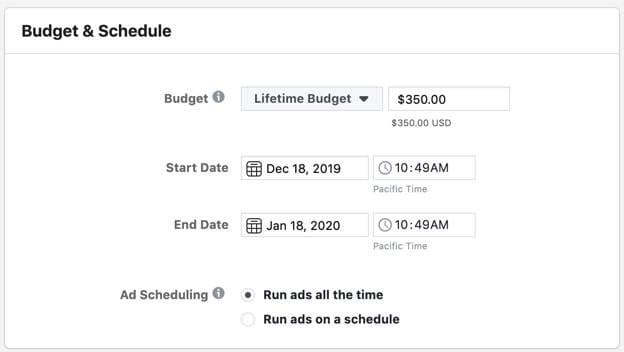 Budget & Schedule
Budget Lifetime Budget $350.00
$350.00 USD
Start Date Dec 18, 2019 10:49AM
Pacific Time
End Date Jan 18, 2020 10:49AM
Pacific Time
Ad Scheduling Run ads all the time
Run ads on a schedule